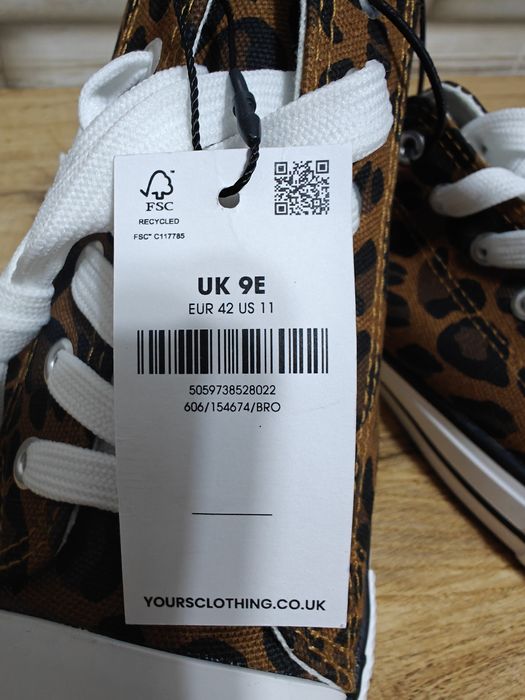 FSC
RECYCLED
FSC™ C117785
UK 9E
EUR 42 US 11
5059738528022
606/154674/BRO
YOURSCLOTHING.CO.UK